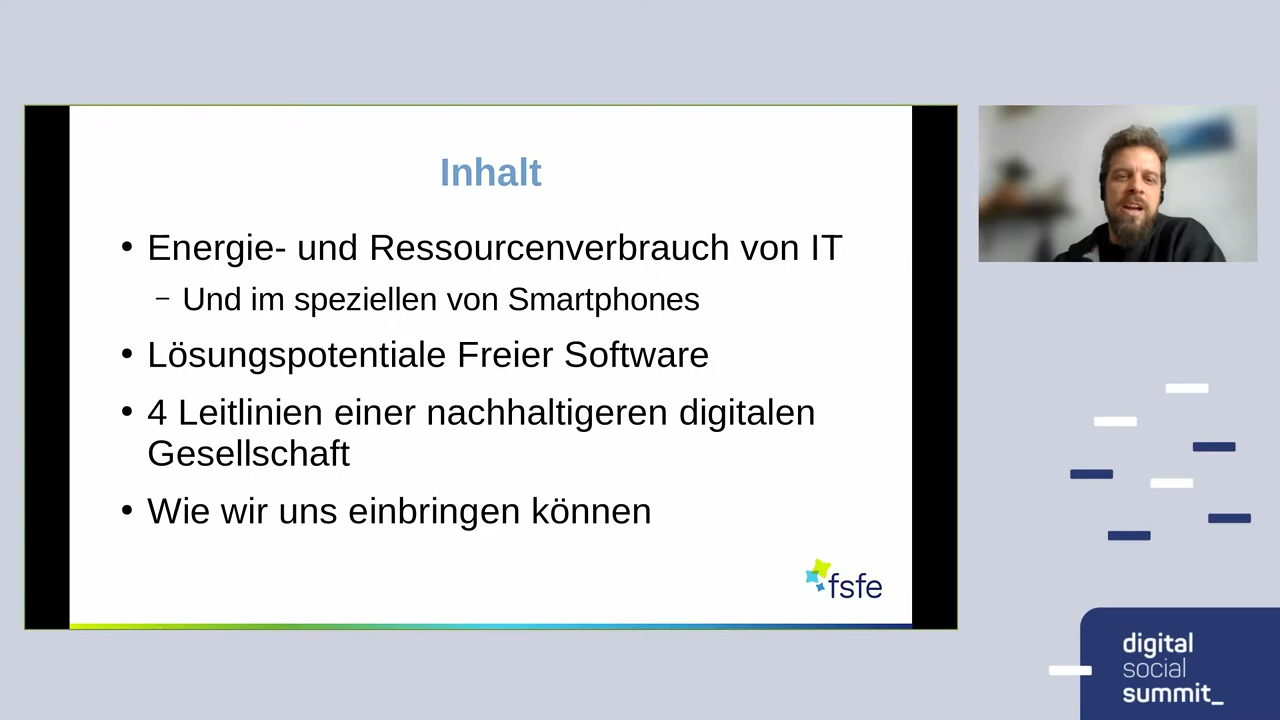 Inhalt
• Energie- und Ressourcenverbrauch von IT
– Und im speziellen von Smartphones
• Lösungspotentiale Freier Software
• 4 Leitlinien einer nachhaltigeren digitalen
Gesellschaft
• Wie wir uns einbringen können
fsfe
digital
social
summit_